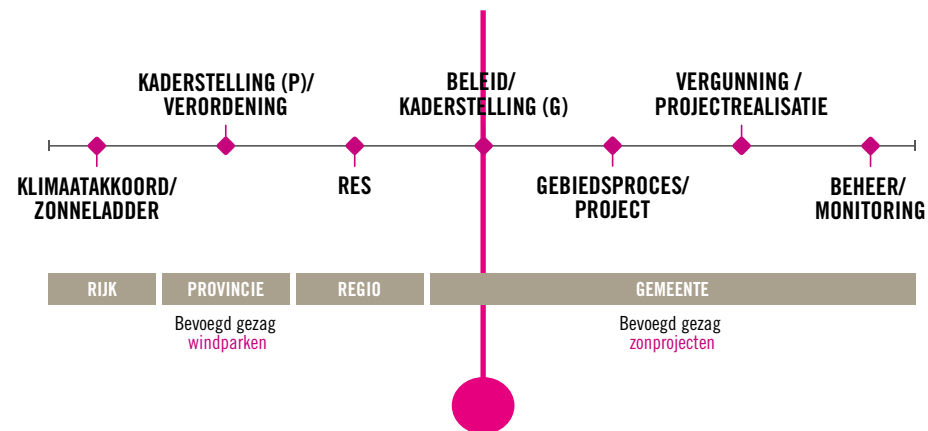 KADERSTELLING (P)/
VERORDENING
BELEID/
KADERSTELLING (G)
VERGUNNING /
PROJECTREALISATIE
KLIMAATAKKOORD/
ZONNELADDER
RES
GEBIEDSPROCES/
PROJECT
BEHEER/
MONITORING
RIJK
PROVINCIE
REGIO
GEMEENTE
Bevoegd gezag
windparken
Bevoegd gezag
zonprojecten